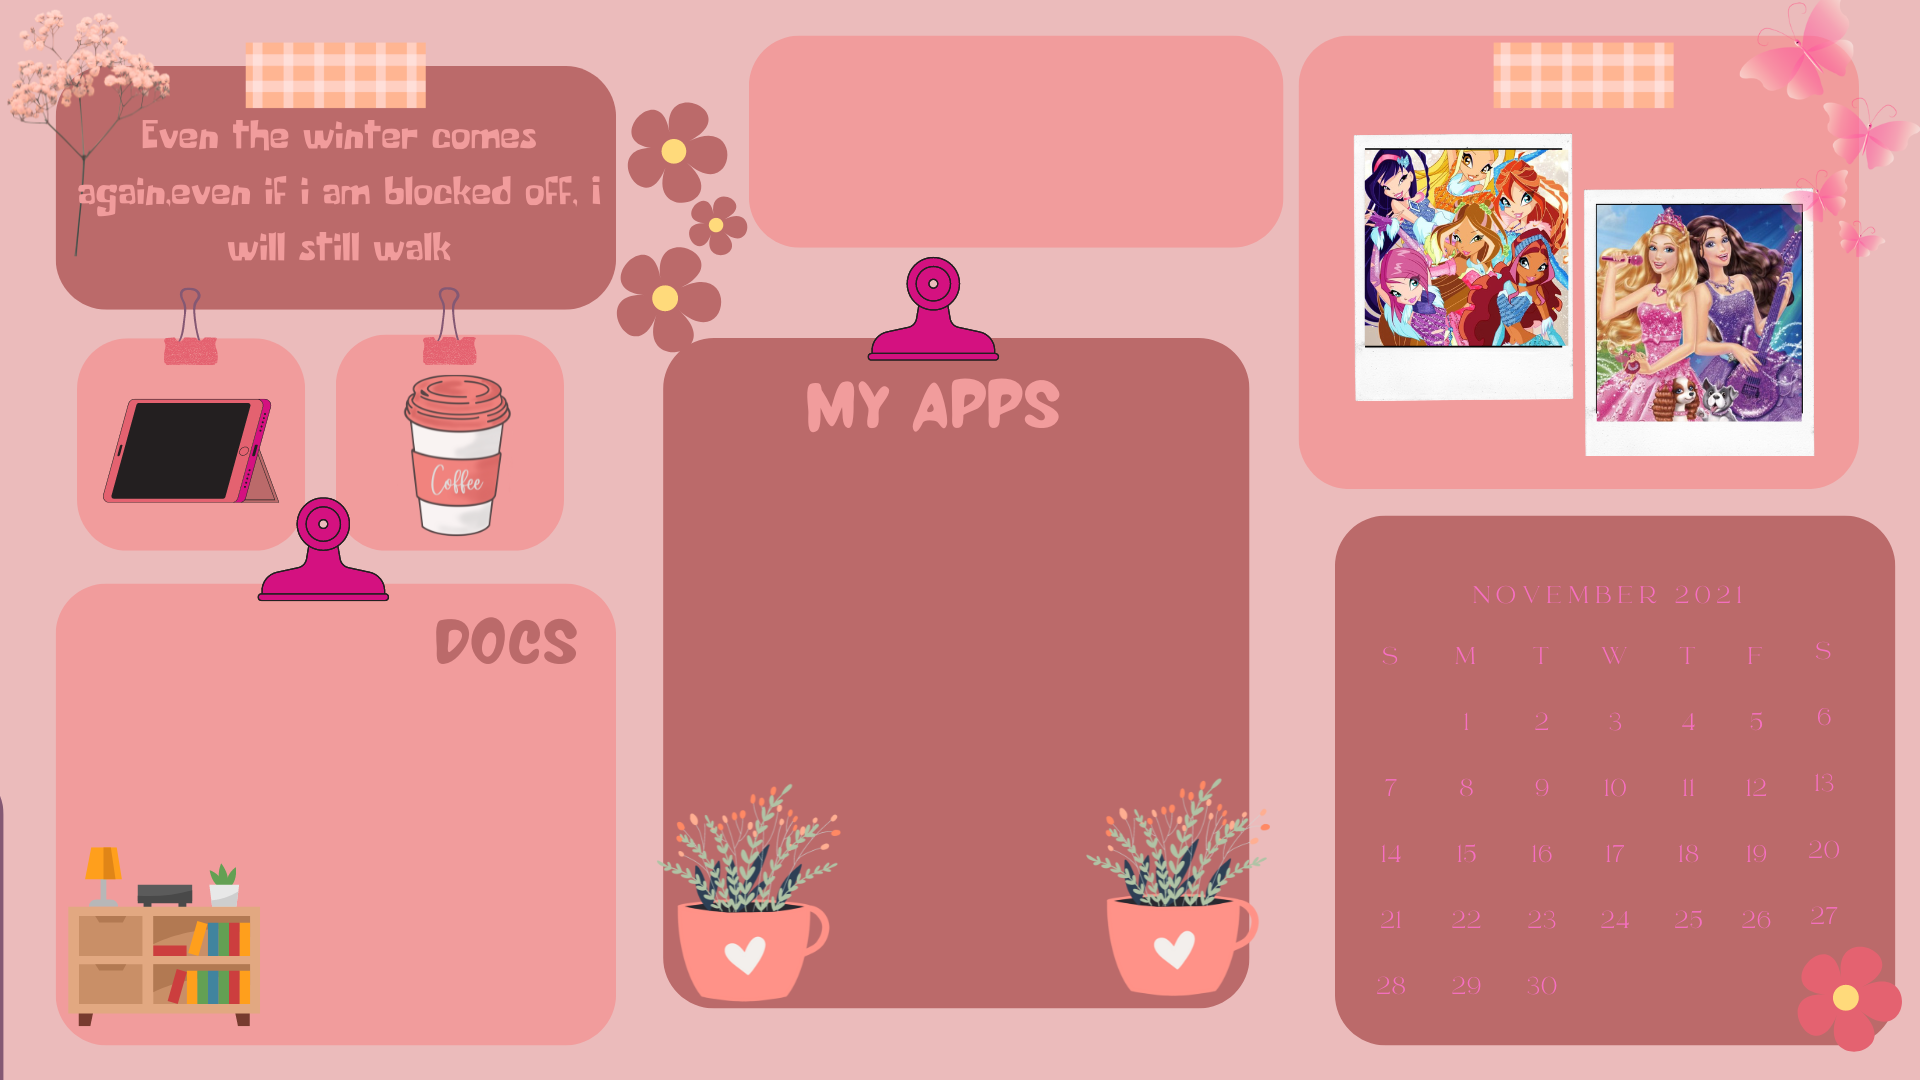 Even the winter comes
again,even if i am blocked off, i
will still walk
Coffee
MY APPS
DOCS
NOVEMBER 2021
S M T W T F S
1 2 3 4 5 6
7 8 9 10 11 12 13
14 15 16 17 18 19 20
21 22 23 24 25 26 27
28 29 30